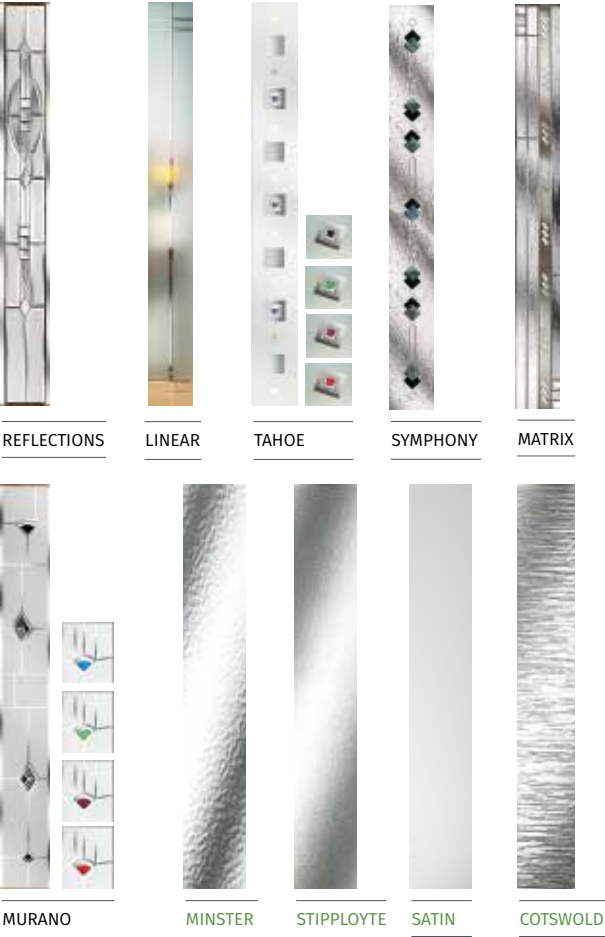 REFLECTIONS
LINEAR
TAHOE
SYMPHONY
MATRIX
MURANO
MINSTER
STIPPLOYTE
SATIN
COTSWOLD